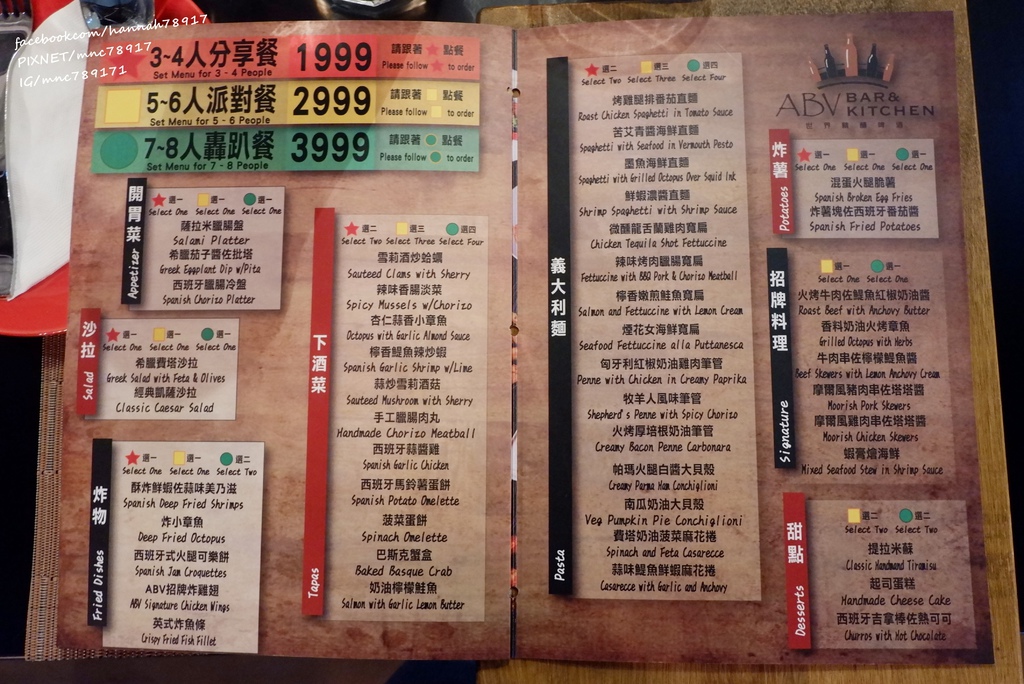 facebook.com/hannah78917
PIXNET/mnc78917
IG/mnc789171
3~4人分享餐 1999 請跟著 點餐
Set Menu for 3 - 4 People Please follow to order
5~6人派對餐 2999 請跟著 點餐
Set Menu for 5 - 6 People Please follow to order
7~8人轟趴餐 3999 請跟著 點餐
Set Menu for 7 - 8 People Please follow to order
開胃菜 Appetizer
選一 選一 選一
Select One Select One Select One
薩拉米臘腸盤
Salami Platter
希臘茄子醬佐批塔
Greek Eggplant Dip w/Pita
西班牙臘腸冷盤
Spanish Chorizo Platter
沙拉 Salad
選一 選一 選一
Select One Select One Select One
希臘費塔沙拉
Greek Salad with Feta & Olives
經典凱薩沙拉
Classic Caesar Salad
炸物 Fried Dishes
選一 選一 選二
Select One Select One Select Two
酥炸鮮蝦佐蒜味美乃滋
Spanish Deep Fried Shrimps
炸小章魚
Deep Fried Octopus
西班牙式火腿可樂餅
Spanish Jam Croquettes
ABV招牌炸雞翅
ABV Signature Chicken Wings
英式炸魚條
Crispy Fried Fish Fillet
下酒菜 Tapas
選二 選三 選四
Select Two Select Three Select Four
雪莉酒炒蛤蠣
Sauteed Clams with Sherry
辣味香腸淡菜
Spicy Mussels w/Chorizo
杏仁蒜香小章魚
Octopus with Garlic Almond Sauce
檸香鯷魚辣炒蝦
Spanish Garlic Shrimp w/Lime
蒜炒雪莉酒菇
Sauteed Mushroom with Sherry
手工臘腸肉丸
Handmade Chorizo Meatball
西班牙蒜醬雞
Spanish Garlic Chicken
西班牙馬鈴薯蛋餅
Spanish Potato Omelette
菠菜蛋餅
Spinach Omelette
巴斯克蟹盒
Baked Basque Crab
奶油檸檬鮭魚
Salmon with Garlic Lemon Butter
義大利麵 Pasta
選二 選三 選四
Select Two Select Three Select Four
烤雞腿排番茄直麵
Roast Chicken Spaghetti in Tomato Sauce
苦艾青醬海鮮直麵
Spaghetti with Seafood in Vermouth Pesto
墨魚海鮮直麵
Spaghetti with Grilled Octopus Over Squid Ink
鮮蝦濃醬直麵
Shrimp Spaghetti with Shrimp Sauce
微醺龍舌蘭雞肉寬扁
Chicken Tequila Shot Fettuccine
辣味烤肉臘腸寬扁
Fettuccine with BBQ Pork & Chorizo Meatball
檸香嫩煎鮭魚寬扁
Salmon and Fettuccine with Lemon Cream
煙花女海鮮寬扁
Seafood Fettuccine alla Puttanesca
匈牙利紅椒奶油雞肉筆管
Penne with Chicken in Creamy Paprika
牧羊人風味筆管
Shepherd's Penne with Spicy Chorizo
火烤厚培根奶油筆管
Creamy Bacon Penne Carbonara
帕瑪火腿白醬大貝殼
Creamy Parma Ham Conchiglioni
南瓜奶油大貝殼
Veg Pumpkin Pie Conchiglioni
費塔奶油菠菜麻花捲
Spinach and Feta Casarecce
蒜味鯷魚鮮蝦麻花捲
Casarecce with Garlic and Anchovy
ABV BAR & KITCHEN
世界餐廳啤酒
炸薯 Potatoes
選一 選一 選一
Select One Select One Select One
混蛋火腿脆薯
Spanish Broken Egg Fries
炸薯塊佐西班牙番茄醬
Spanish Fried Potatoes
招牌料理 Signature
選一 選一
Select One Select One
火烤牛肉佐鯷魚紅椒奶油醬
Roast Beef with Anchovy Butter
香料奶油火烤章魚
Grilled Octopus with Herbs
牛肉串佐檸檬鯷魚醬
Beef Skewers with Lemon Anchovy Cream
摩爾風豬肉串佐塔塔醬
Moorish Pork Skewers
摩爾風雞肉串佐塔塔醬
Moorish Chicken Skewers
蝦膏燴海鮮
Mixed Seafood Stew in Shrimp Sauce
甜點 Desserts
選二 選二
Select Two Select Two
提拉米蘇
Classic Handmand Tiramisu
起司蛋糕
Handmade Cheese Cake
西班牙吉拿棒佐熱可可
Churros with Hot Chocolate